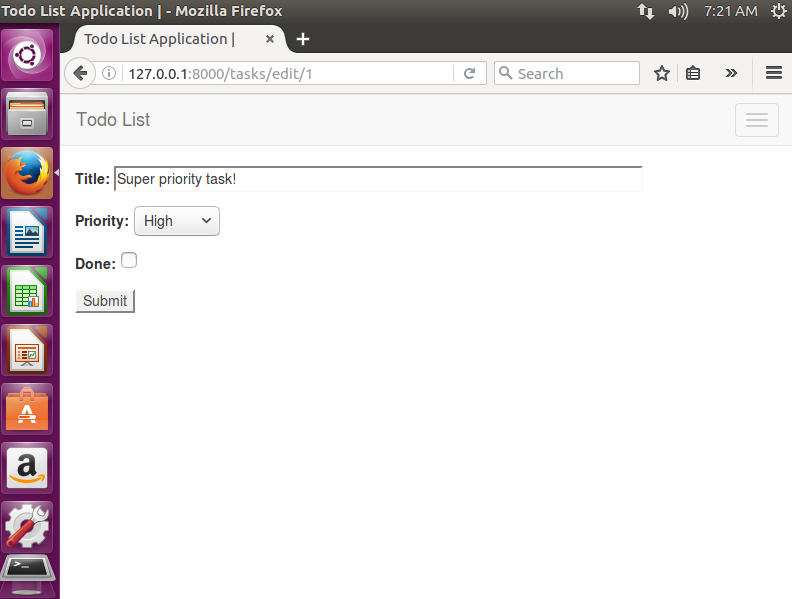 Todo List Application | - Mozilla Firefox
7:21 AM
Todo List Application |
127.0.0.1:8000/tasks/edit/1
Search
Todo List
Title: Super priority task!
Priority: High
Done:
Submit